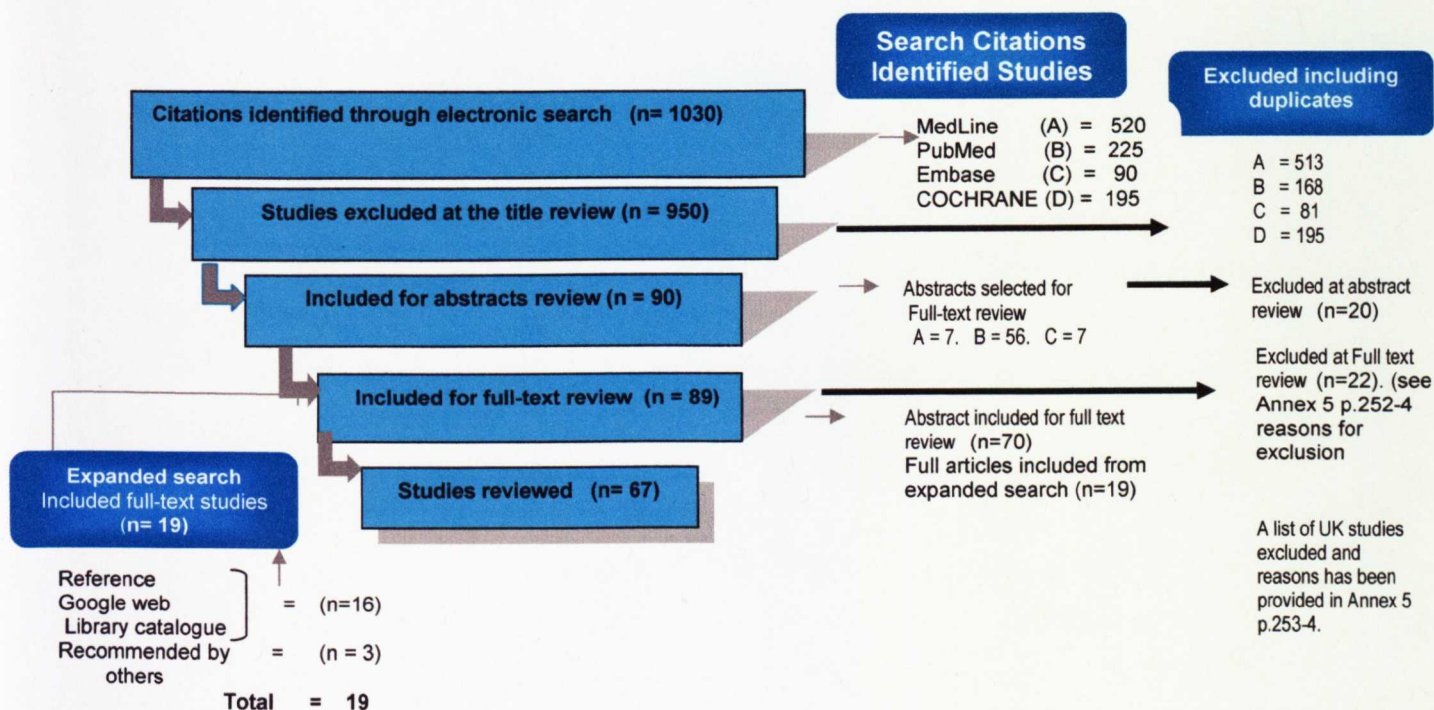 Search Citations
Identified Studies
Excluded including
duplicates
Citations identified through electronic search (n= 1030)
MedLine (A) = 520
PubMed (B) = 225
Embase (C) = 90
COCHRANE (D) = 195
A = 513
B = 168
C = 81
D = 195
Studies excluded at the title review (n = 950)
Included for abstracts review (n = 90)
Abstracts selected for
Full-text review
A = 7. B = 56. C = 7
Excluded at abstract
review (n=20)
Included for full-text review (n = 89)
Abstract included for full text
review (n=70)
Full articles included from
expanded search (n=19)
Excluded at Full text
review (n=22). (see
Annex 5 p.252-4
reasons for
exclusion
Studies reviewed (n= 67)
Expanded search
Included full-text studies
(n= 19)
Reference
Google web
Library catalogue
= (n=16)
Recommended by
others
= (n = 3)
Total = 19
A list of UK studies
excluded and
reasons has been
provided in Annex 5
p.253-4.